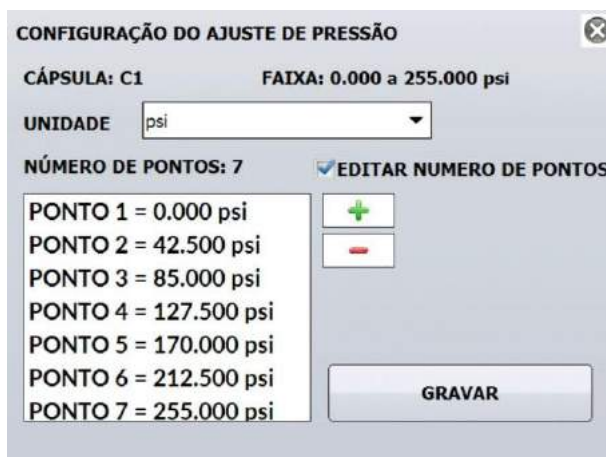 CONFIGURAÇÃO DO AJUSTE DE PRESSÃO
CÁPSULA: C1 FAIXA: 0.000 a 255.000 psi
UNIDADE psi
NÚMERO DE PONTOS: 7 EDITAR NUMERO DE PONTOS
PONTO 1 = 0.000 psi
PONTO 2 = 42.500 psi
PONTO 3 = 85.000 psi
PONTO 4 = 127.500 psi
PONTO 5 = 170.000 psi
PONTO 6 = 212.500 psi
PONTO 7 = 255.000 psi
GRAVAR